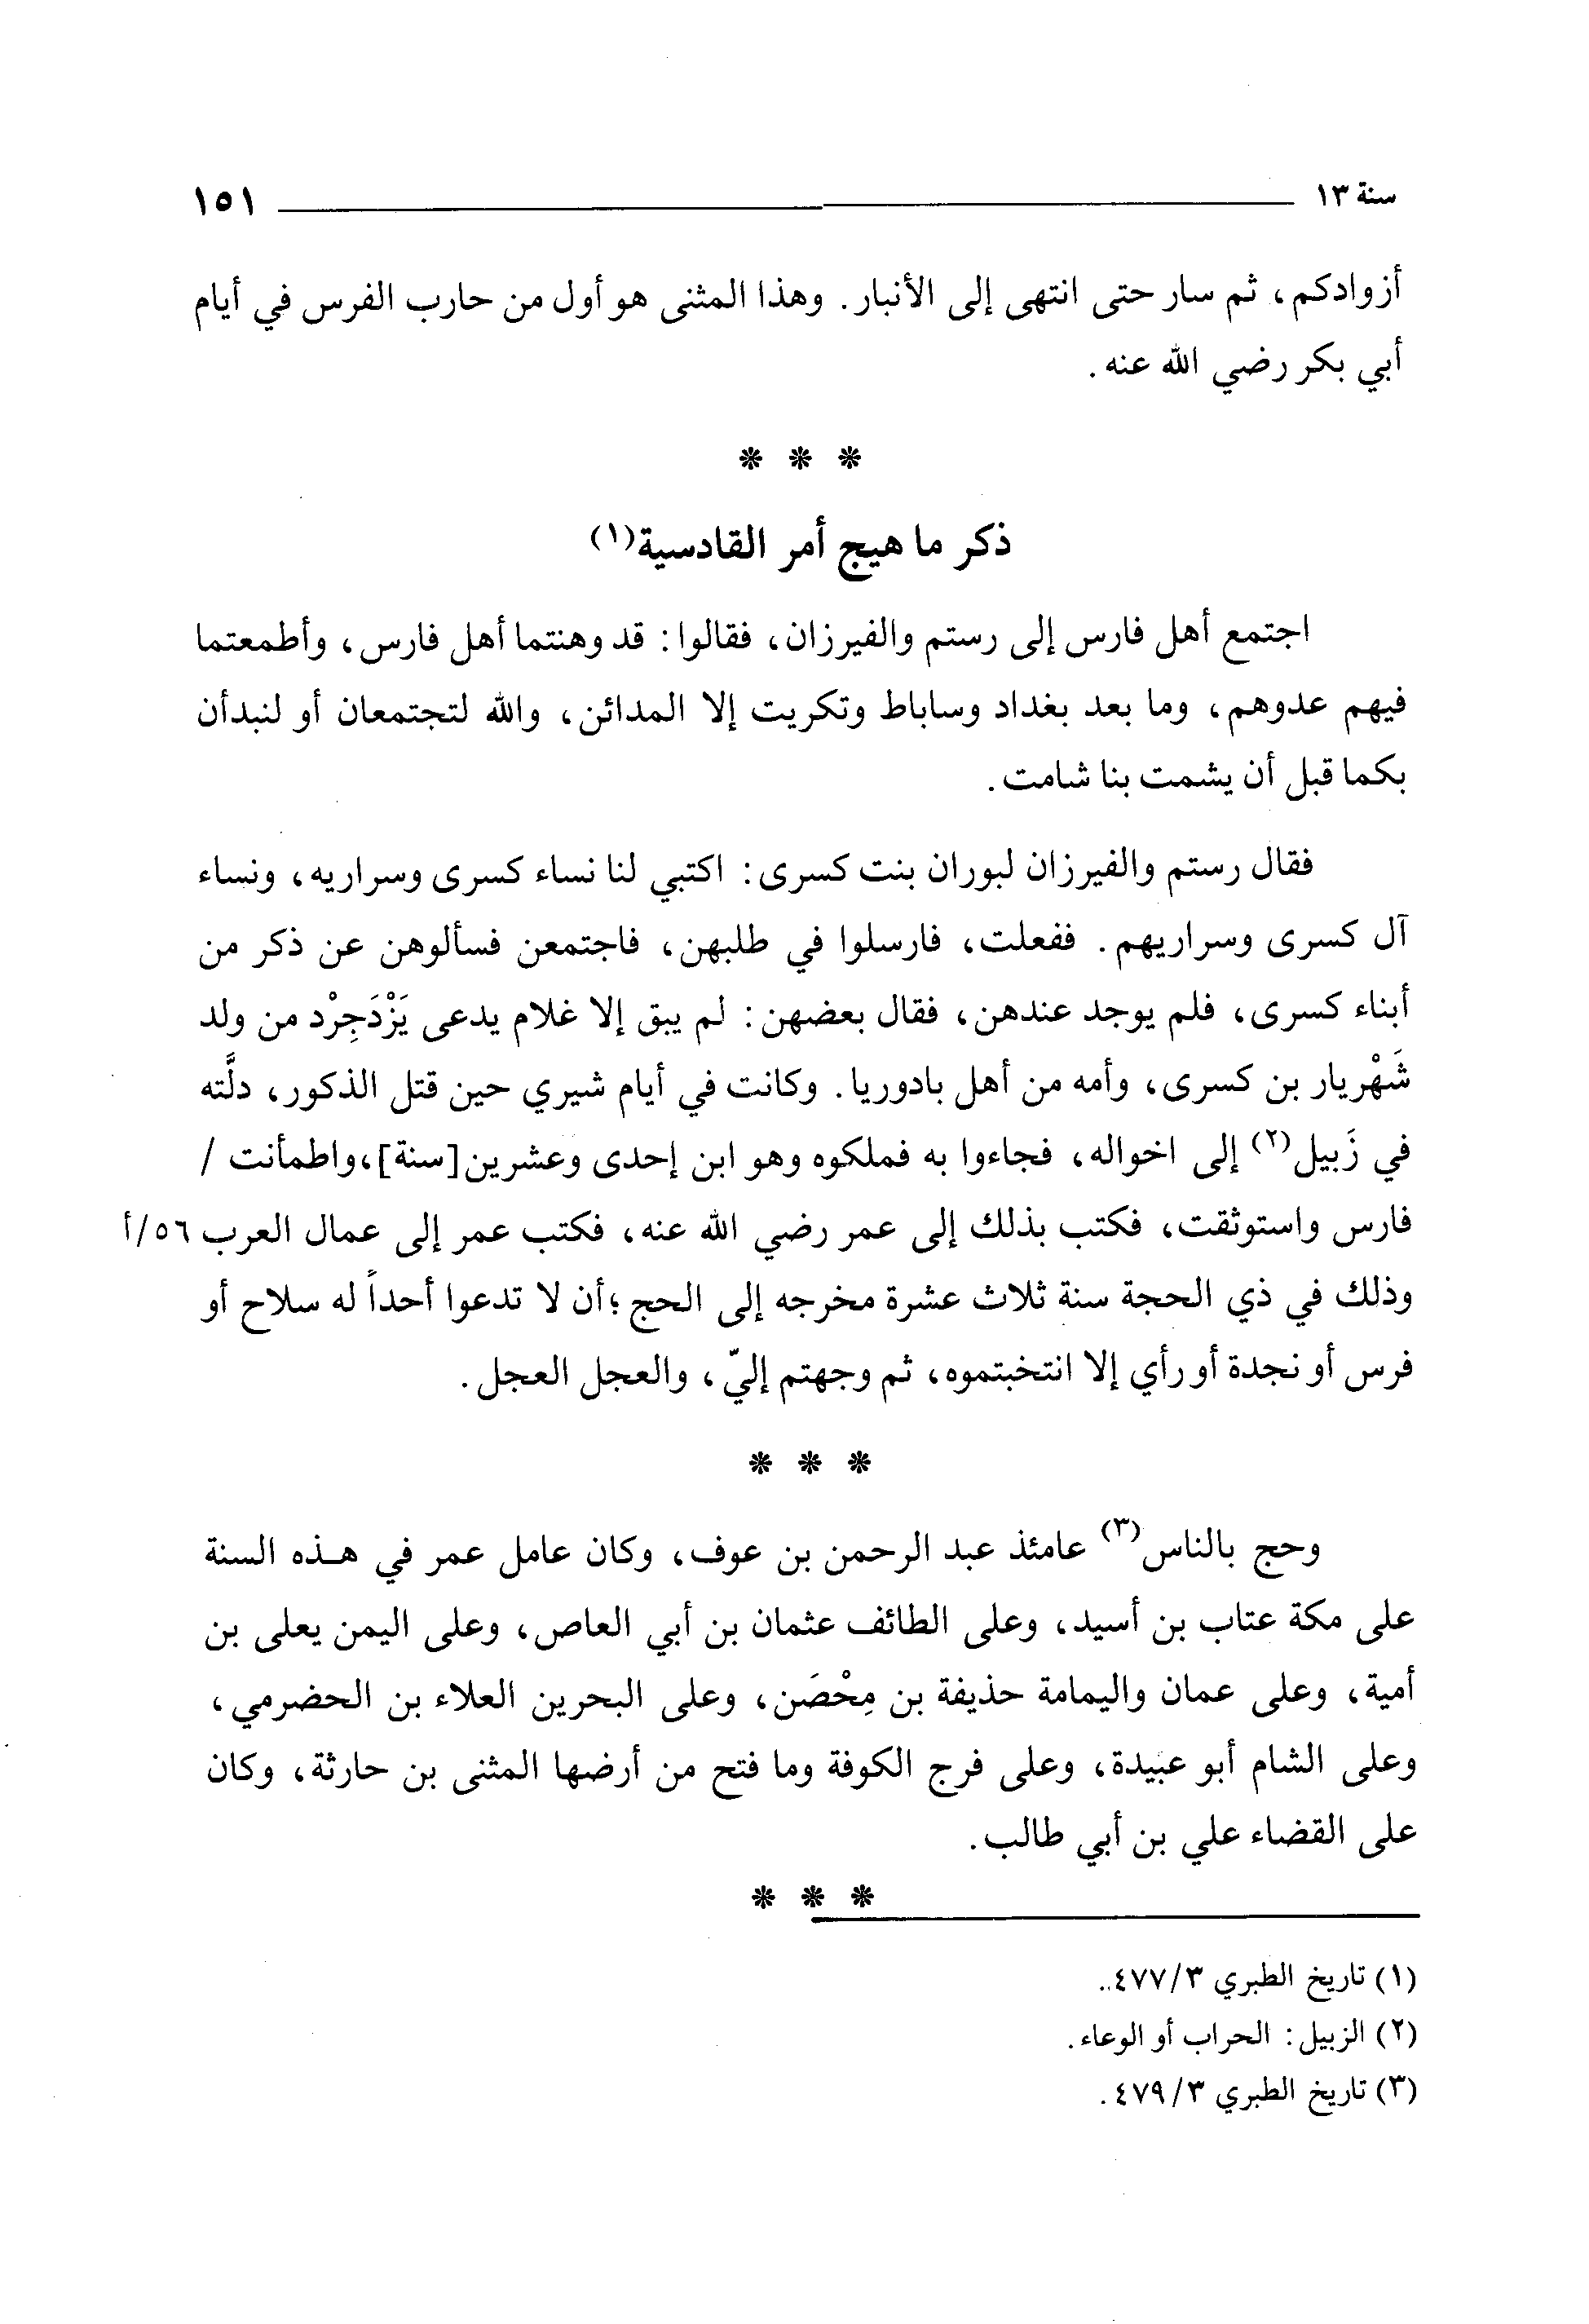 سنة ١٣ ١٥١
أزوادكم، ثم سار حتى انتهى إلى الأنبار. وهذا المثنى هو أول من حارب الفرس في أيام
أبي بكر رضي الله عنه.
* * *
ذكر ما هيج أمر القادسية(١)
اجتمع أهل فارس إلى رستم والفيرزان، فقالوا: قد وهنتما أهل فارس، وأطمعتما
فيهم عدوهم، وما بعد بغداد وساباط وتكريت إلا المدائن، والله لتجتمعان أو لنبدأن
بكما قبل أن يشمت بنا شامت.
فقال رستم والفيرزان لبوران بنت كسرى: اكتبي لنا نساء كسرى وسراريه، ونساء
آل كسرى وسراريهم. ففعلت، فارسلوا في طلبهن، فاجتمعن فسألوهن عن ذكر من
أبناء كسرى، فلم يوجد عندهن، فقال بعضهن: لم يبق إلا غلام يدعى يَزْدَجِرْد من ولد
شَهْريار بن كسرى، وأمه من أهل بادوريا. وكانت في أيام شيري حين قتل الذكور، دلَّته
في زَبيل(٢) إلى اخواله، فجاءوا به فملكوه وهو ابن إحدى وعشرين[سنة]،واطمأنت /
فارس واستوثقت، فكتب بذلك إلى عمر رضي الله عنه، فكتب عمر إلى عمال العرب ٥٦/أ
وذلك في ذي الحجة سنة ثلاث عشرة مخرجه إلى الحج ؛أن لا تدعوا أحداً له سلاح أو
فرس أو نجدة أو رأي إلا انتخبتموه، ثم وجهتم إليّ، والعجل العجل.
* * *
وحج بالناس(٣) عامئذ عبد الرحمن بن عوف، وكان عامل عمر في هـذه السنة
على مكة عتاب بن أسيد، وعلى الطائف عثمان بن أبي العاص، وعلى اليمن يعلى بن
أمية، وعلى عمان واليمامة حذيفة بن مِحْصَن، وعلى البحرين العلاء بن الحضرمي،
وعلى الشام أبو عبيدة، وعلى فرج الكوفة وما فتح من أرضها المثنى بن حارثة، وكان
على القضاء علي بن أبي طالب.
* * *
(١) تاريخ الطبري ٤٧٧/٣..
(٢) الزبيل: الحراب أو الوعاء.
(٣) تاريخ الطبري ٤٧٩/٣.